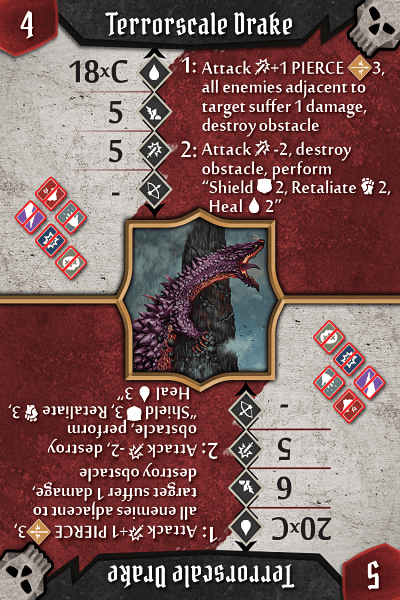 4
Terrorscale Drake
18xC
5
5
-
1: Attack +1 PIERCE 3,
all enemies adjacent to
target suffer 1 damage,
destroy obstacle
2: Attack -2, destroy
obstacle, perform
“Shield 2, Retaliate 2,
Heal 2”
5
Terrorscale Drake
20xC
6
5
-
1: Attack +1 PIERCE 3,
all enemies adjacent to
target suffer 1 damage,
destroy obstacle
2: Attack -2, destroy
obstacle, perform
“Shield 3, Retaliate 3,
Heal 3”